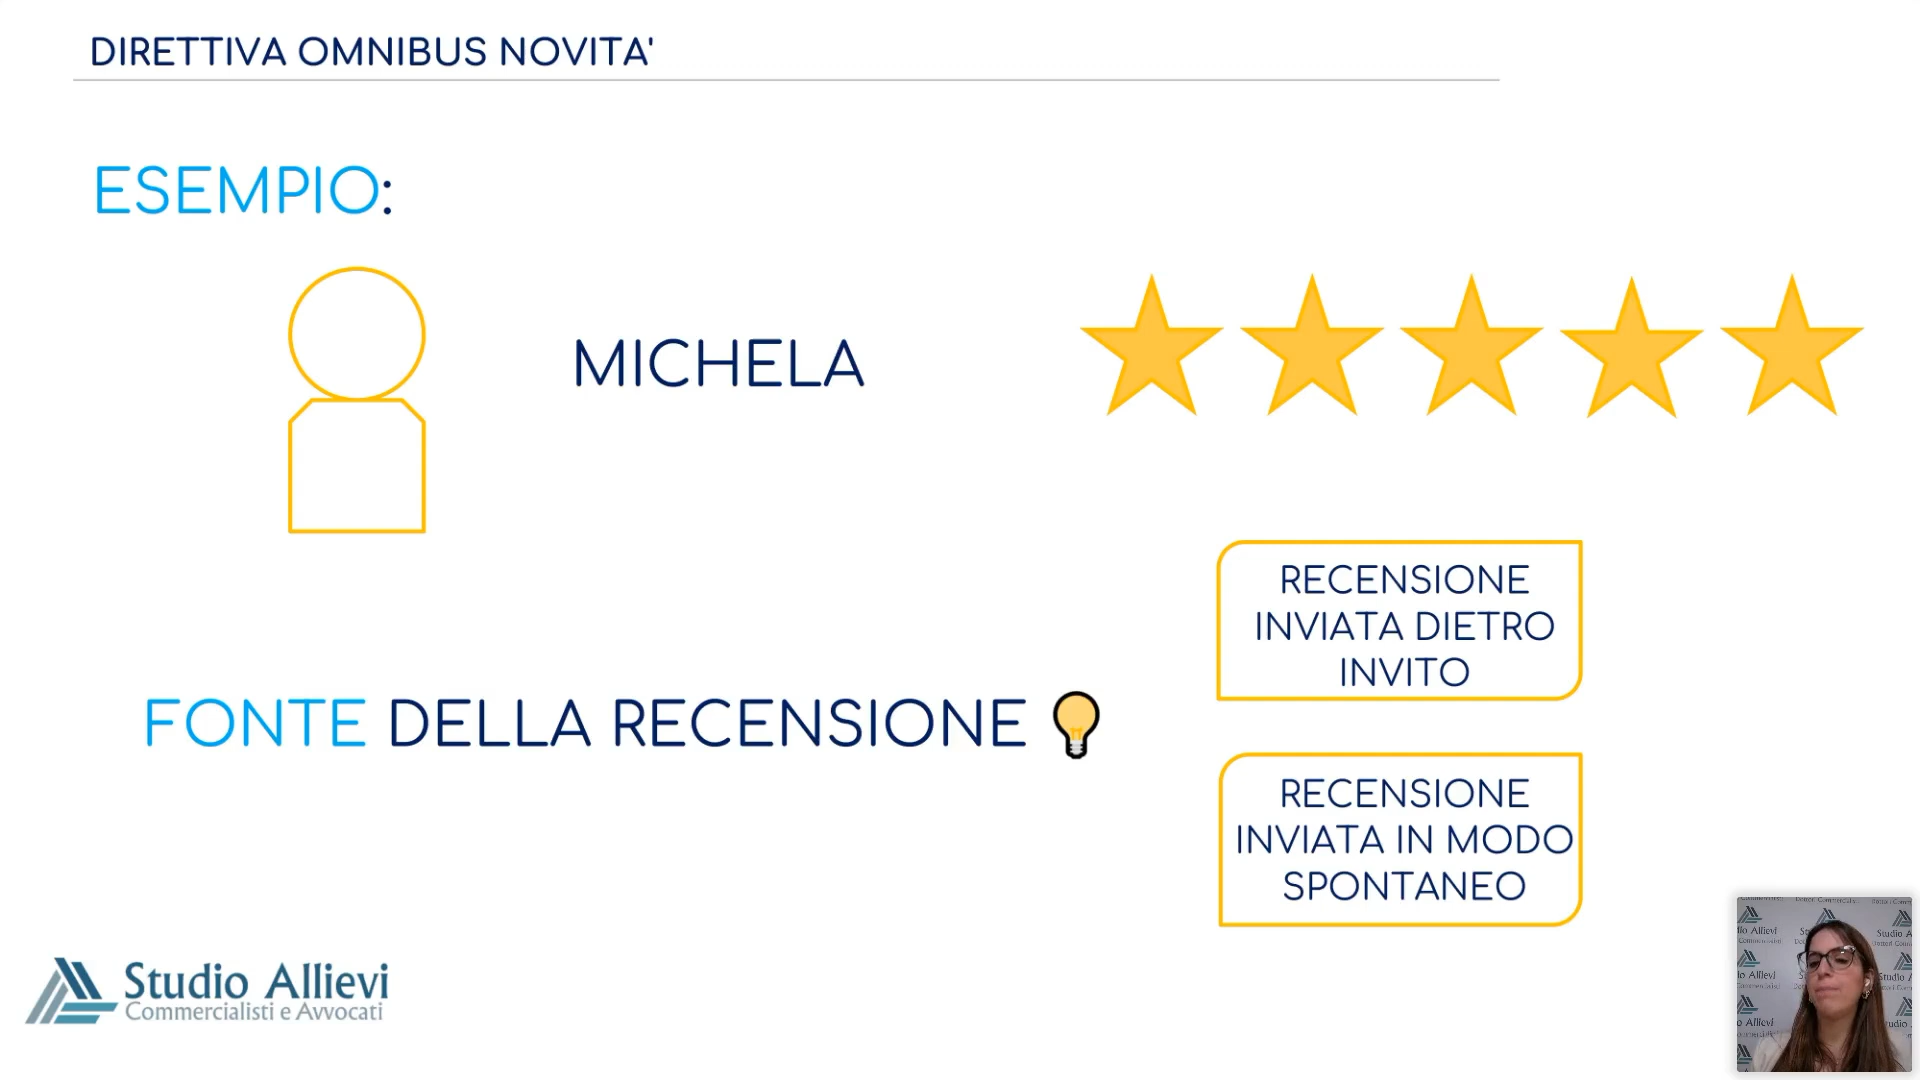 DIRETTIVA OMNIBUS NOVITA'
ESEMPIO:
MICHELA
RECENSIONE
INVIATA DIETRO
INVITO
FONTE DELLA RECENSIONE
RECENSIONE
INVIATA IN MODO
SPONTANEO
Studio Allievi
Commercialisti e Avvocati